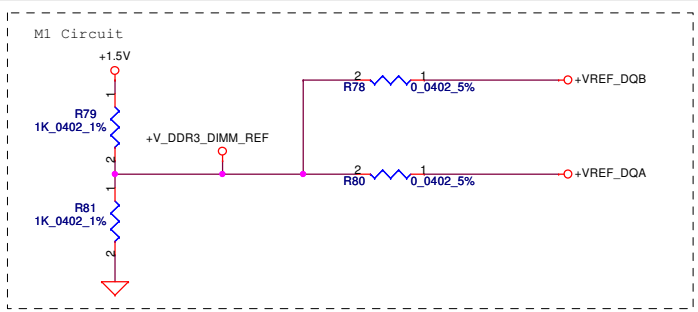 M1 Circuit
+1.5V
1
R79
1K_0402_1%
2
+V_DDR3_DIMM_REF
2
R78
1
0_0402_5%
+VREF_DQB
2
R80
1
0_0402_5%
+VREF_DQA
1
R81
1K_0402_1%
2